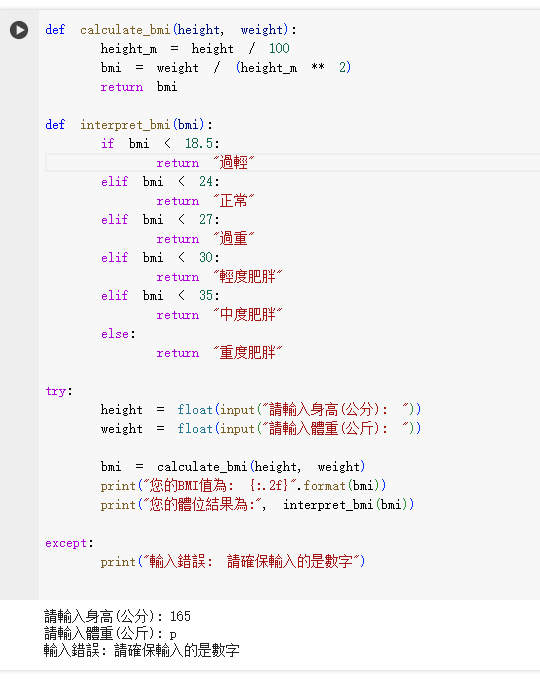 def calculate_bmi(height, weight):
height_m = height / 100
bmi = weight / (height_m ** 2)
return bmi
def interpret_bmi(bmi):
if bmi < 18.5:
return "過輕"
elif bmi < 24:
return "正常"
elif bmi < 27:
return "過重"
elif bmi < 30:
return "輕度肥胖"
elif bmi < 35:
return "中度肥胖"
else:
return "重度肥胖"
try:
height = float(input("請輸入身高(公分): "))
weight = float(input("請輸入體重(公斤): "))
bmi = calculate_bmi(height, weight)
print("您的BMI值為: {:.2f}".format(bmi))
print("您的體位結果為:", interpret_bmi(bmi))
except:
print("輸入錯誤: 請確保輸入的是數字")
請輸入身高(公分): 165
請輸入體重(公斤): p
輸入錯誤: 請確保輸入的是數字